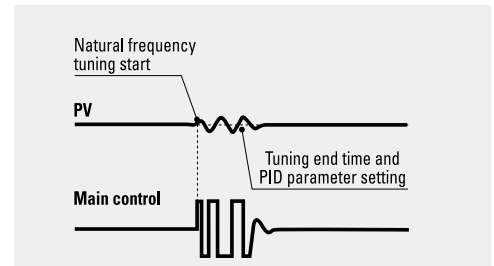 Natural frequency
tuning start
PV
Tuning end time and
PID parameter setting
Main control